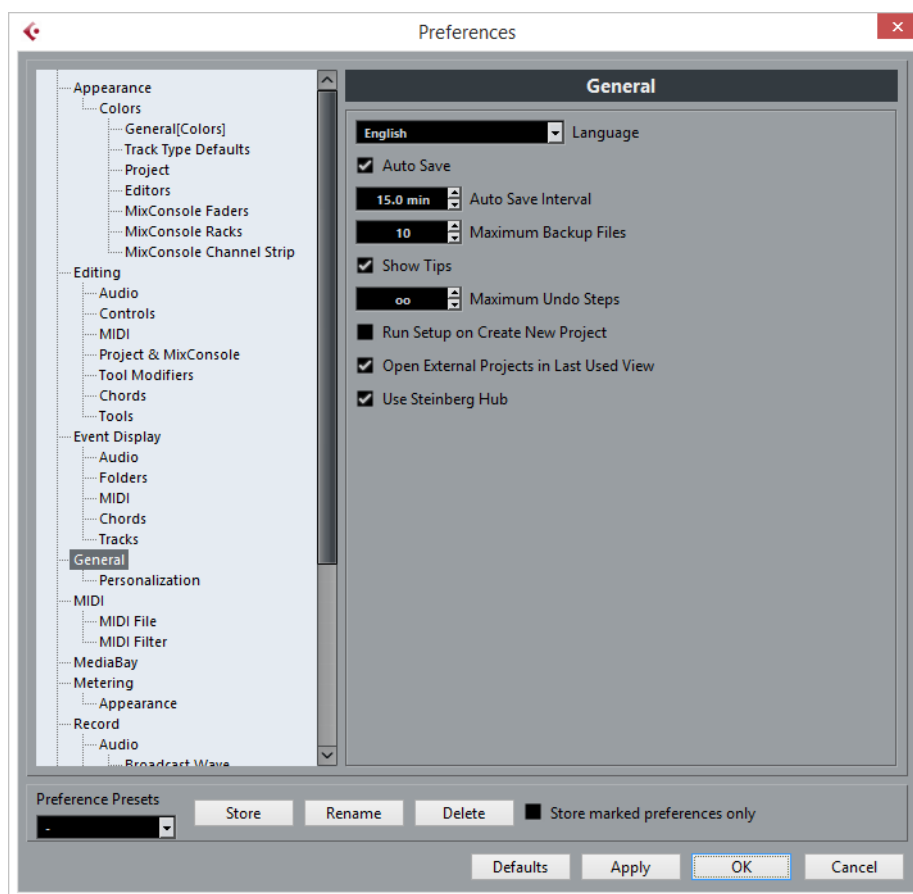 Preferences
Appearance
Colors
General[Colors]
Track Type Defaults
Project
Editors
MixConsole Faders
MixConsole Racks
MixConsole Channel Strip
Editing
Audio
Controls
MIDI
Project & MixConsole
Tool Modifiers
Chords
Tools
Event Display
Audio
Folders
MIDI
Chords
Tracks
General
Personalization
MIDI
MIDI File
MIDI Filter
MediaBay
Metering
Appearance
Record
Audio
Broadcast Wave
General
English Language
Auto Save
15.0 min Auto Save Interval
10 Maximum Backup Files
Show Tips
oo Maximum Undo Steps
Run Setup on Create New Project
Open External Projects in Last Used View
Use Steinberg Hub
Preference Presets
-
Store Rename Delete Store marked preferences only
Defaults Apply OK Cancel